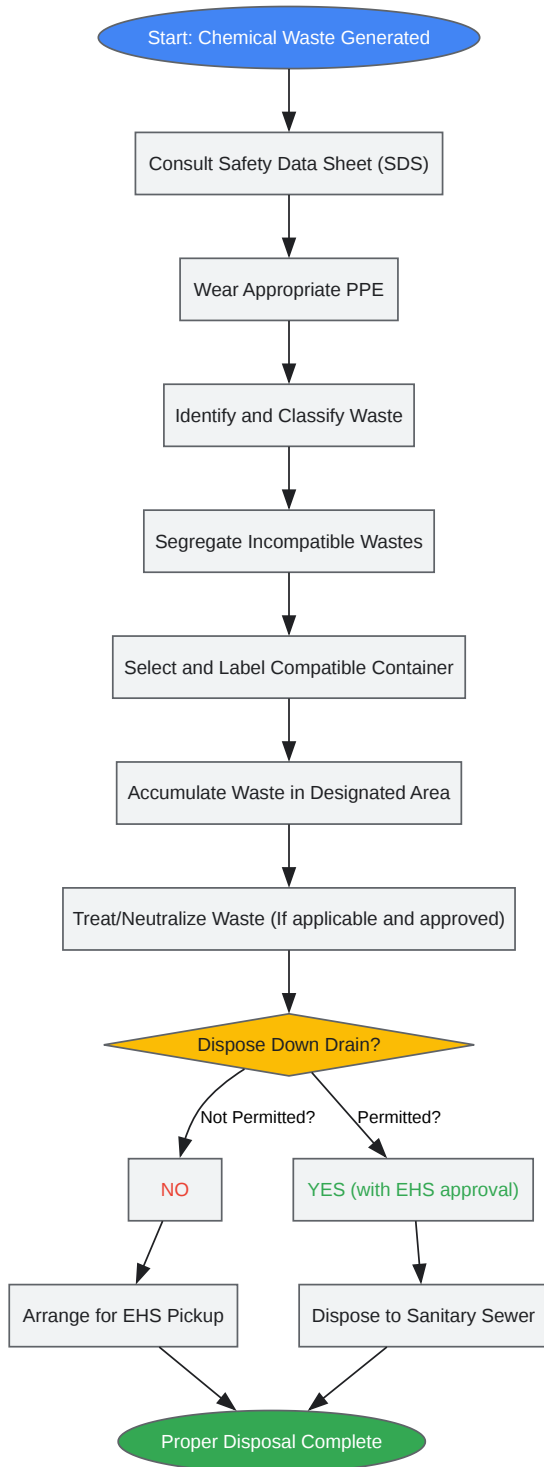 Start: Chemical Waste Generated
Consult Safety Data Sheet (SDS)
Wear Appropriate PPE
Identify and Classify Waste
Segregate Incompatible Wastes
Select and Label Compatible Container
Accumulate Waste in Designated Area
Treat/Neutralize Waste (If applicable and approved)
Dispose Down Drain?
Not Permitted?
Permitted?
NO
YES (with EHS approval)
Arrange for EHS Pickup
Dispose to Sanitary Sewer
Proper Disposal Complete